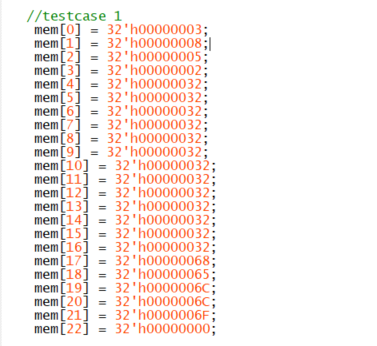 //testcase 1
mem[0] = 32'h00000003;
mem[1] = 32'h00000008;
mem[2] = 32'h00000005;
mem[3] = 32'h00000002;
mem[4] = 32'h00000032;
mem[5] = 32'h00000032;
mem[6] = 32'h00000032;
mem[7] = 32'h00000032;
mem[8] = 32'h00000032;
mem[9] = 32'h00000032;
mem[10] = 32'h00000032;
mem[11] = 32'h00000032;
mem[12] = 32'h00000032;
mem[13] = 32'h00000032;
mem[14] = 32'h00000032;
mem[15] = 32'h00000032;
mem[16] = 32'h00000032;
mem[17] = 32'h00000068;
mem[18] = 32'h00000065;
mem[19] = 32'h0000006C;
mem[20] = 32'h0000006C;
mem[21] = 32'h0000006F;
mem[22] = 32'h00000000;